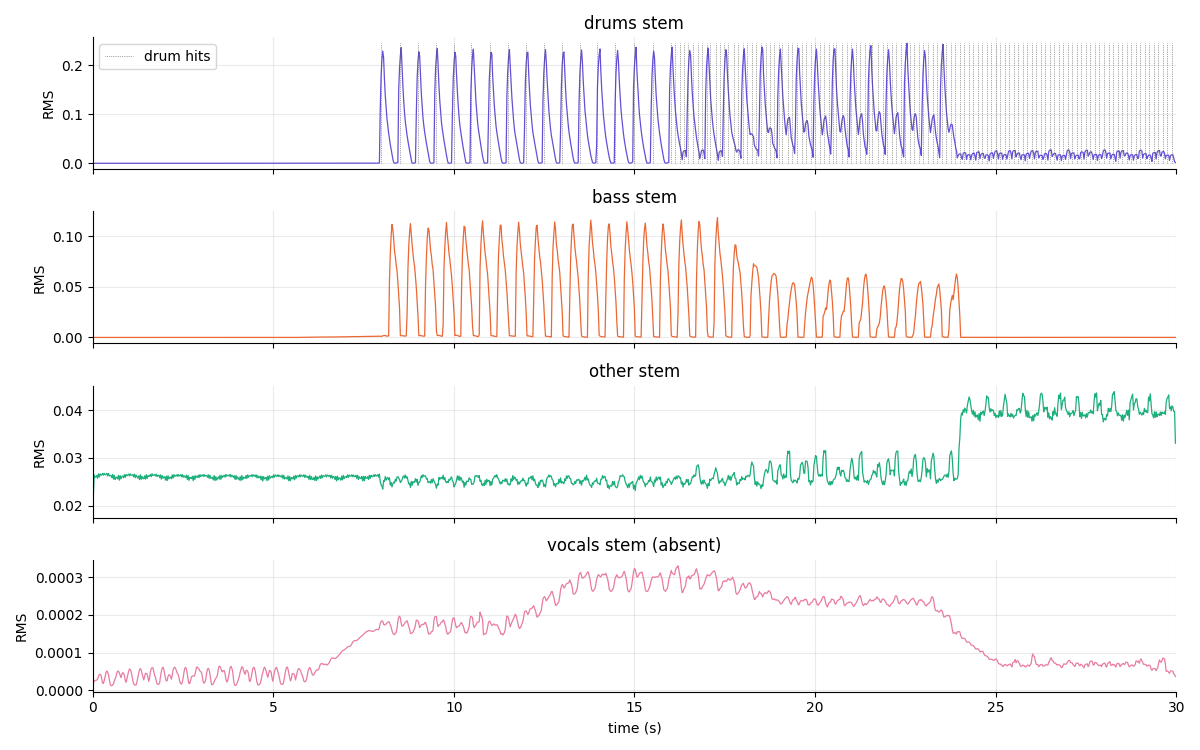 drums stem
RMS
0.2
0.1
0.0
drum hits
bass stem
RMS
0.10
0.05
0.00
other stem
RMS
0.04
0.03
0.02
vocals stem (absent)
RMS
0.0003
0.0002
0.0001
0.0000
0 5 10 15 20 25 30
time (s)